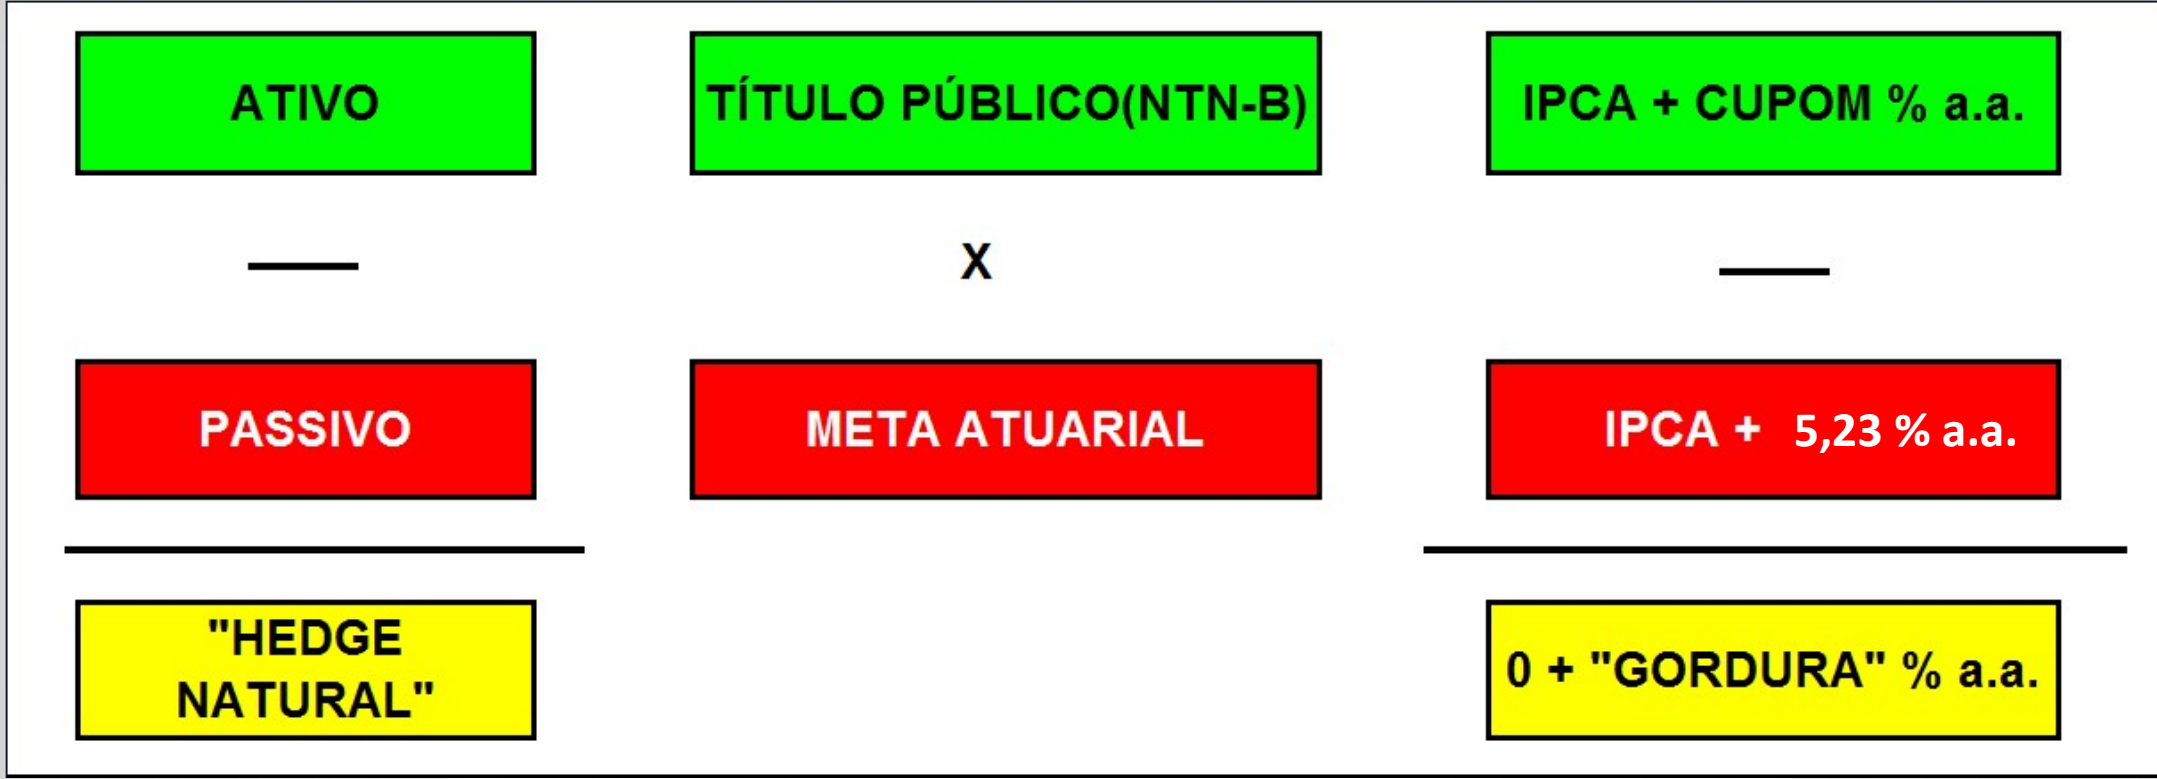 ATIVO
TÍTULO PÚBLICO(NTN-B)
IPCA + CUPOM % a.a.
X
PASSIVO
META ATUARIAL
IPCA + 5,23 % a.a.
"HEDGE
NATURAL"
0 + "GORDURA" % a.a.